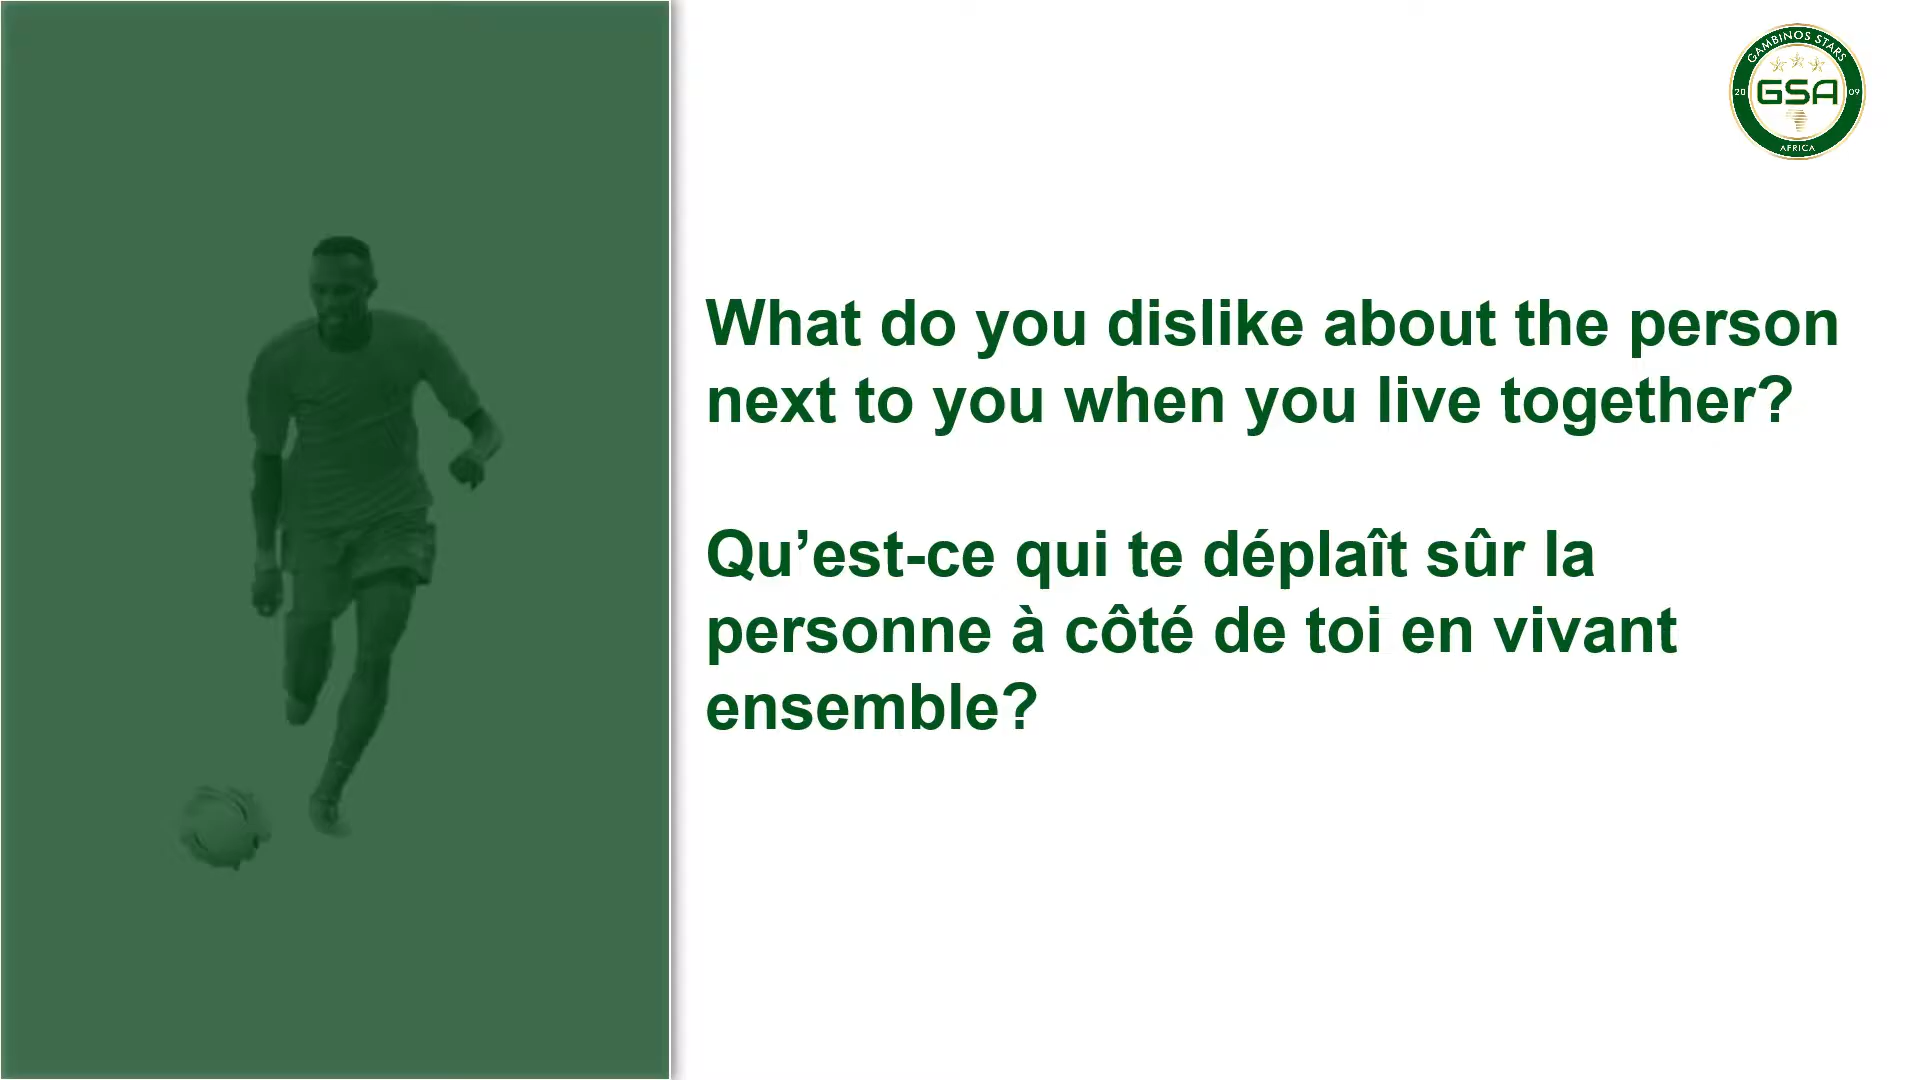 GAMBINOS STARS
20 GSA 09
AFRICA
What do you dislike about the person
next to you when you live together?
Qu’est-ce qui te déplaît sûr la
personne à côté de toi en vivant
ensemble?